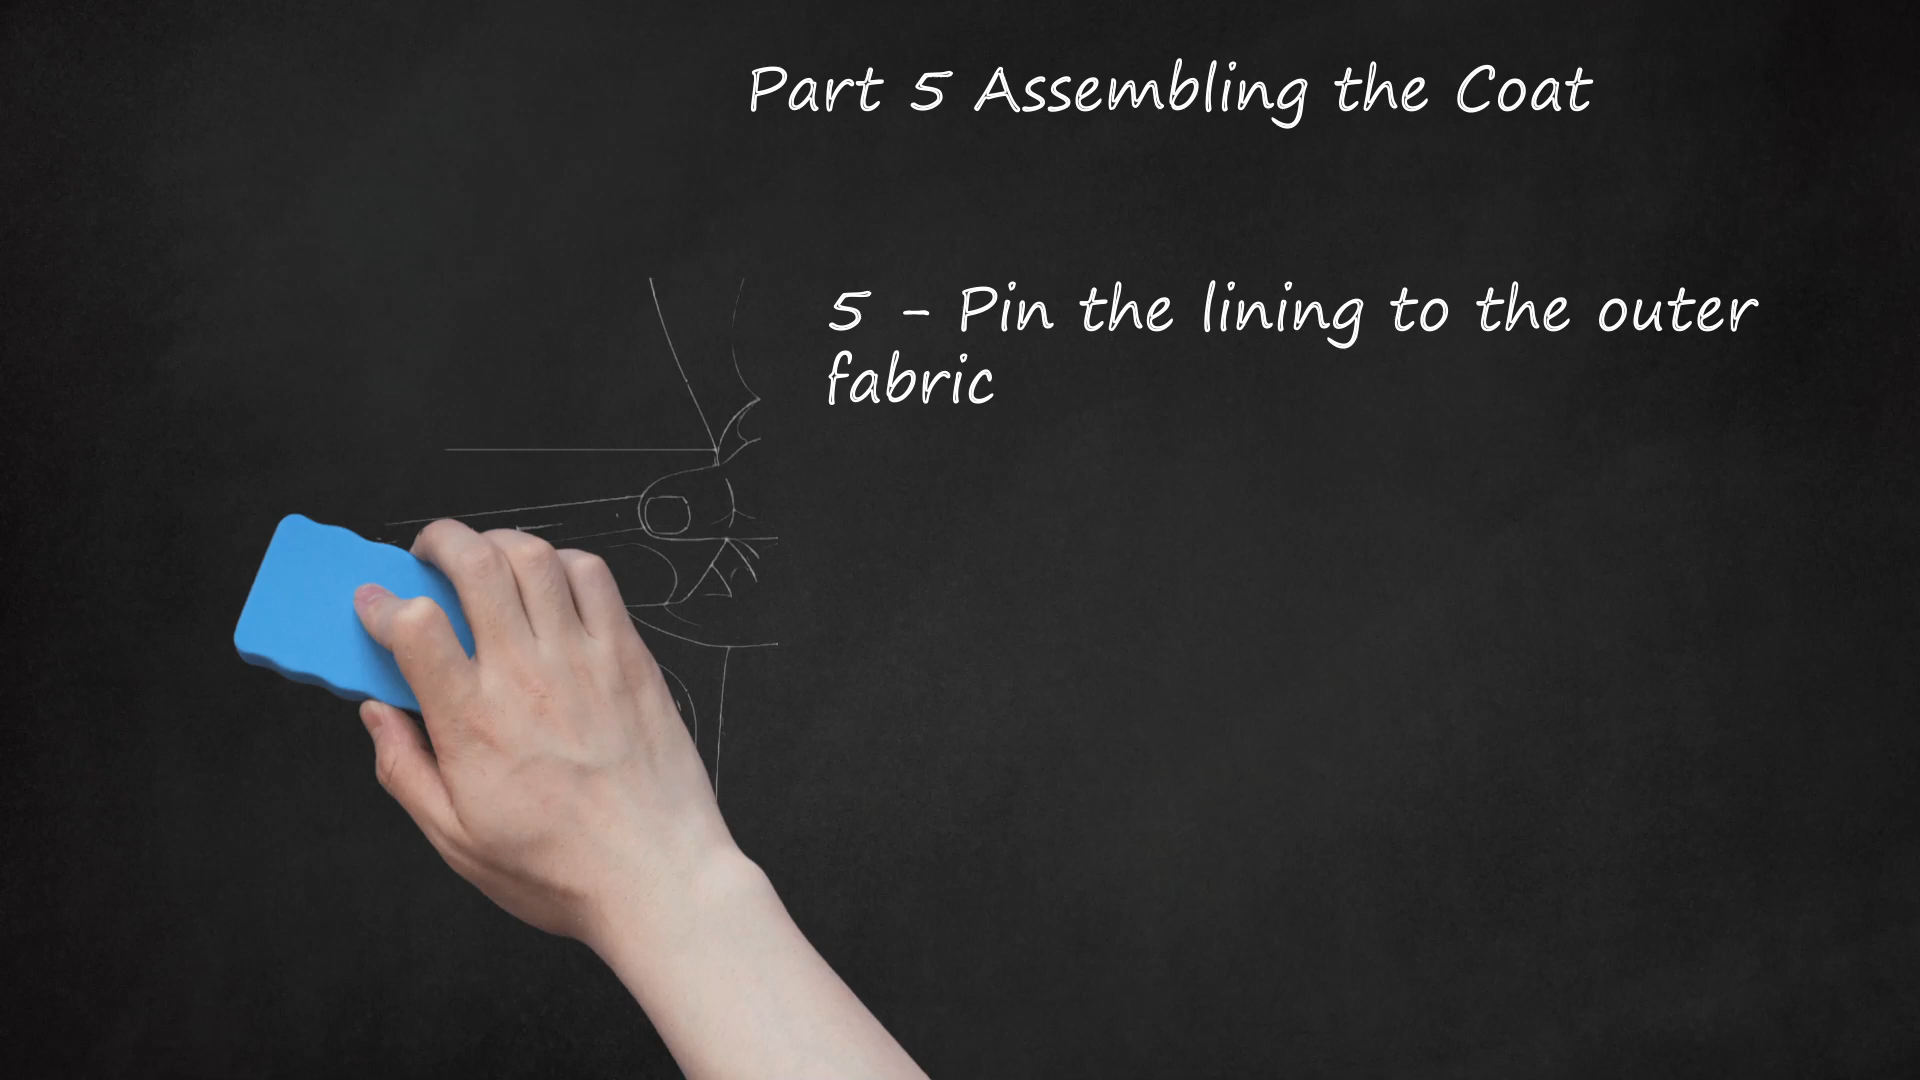 Part 5 Assembling the Coat
5 - Pin the lining to the outer
fabric